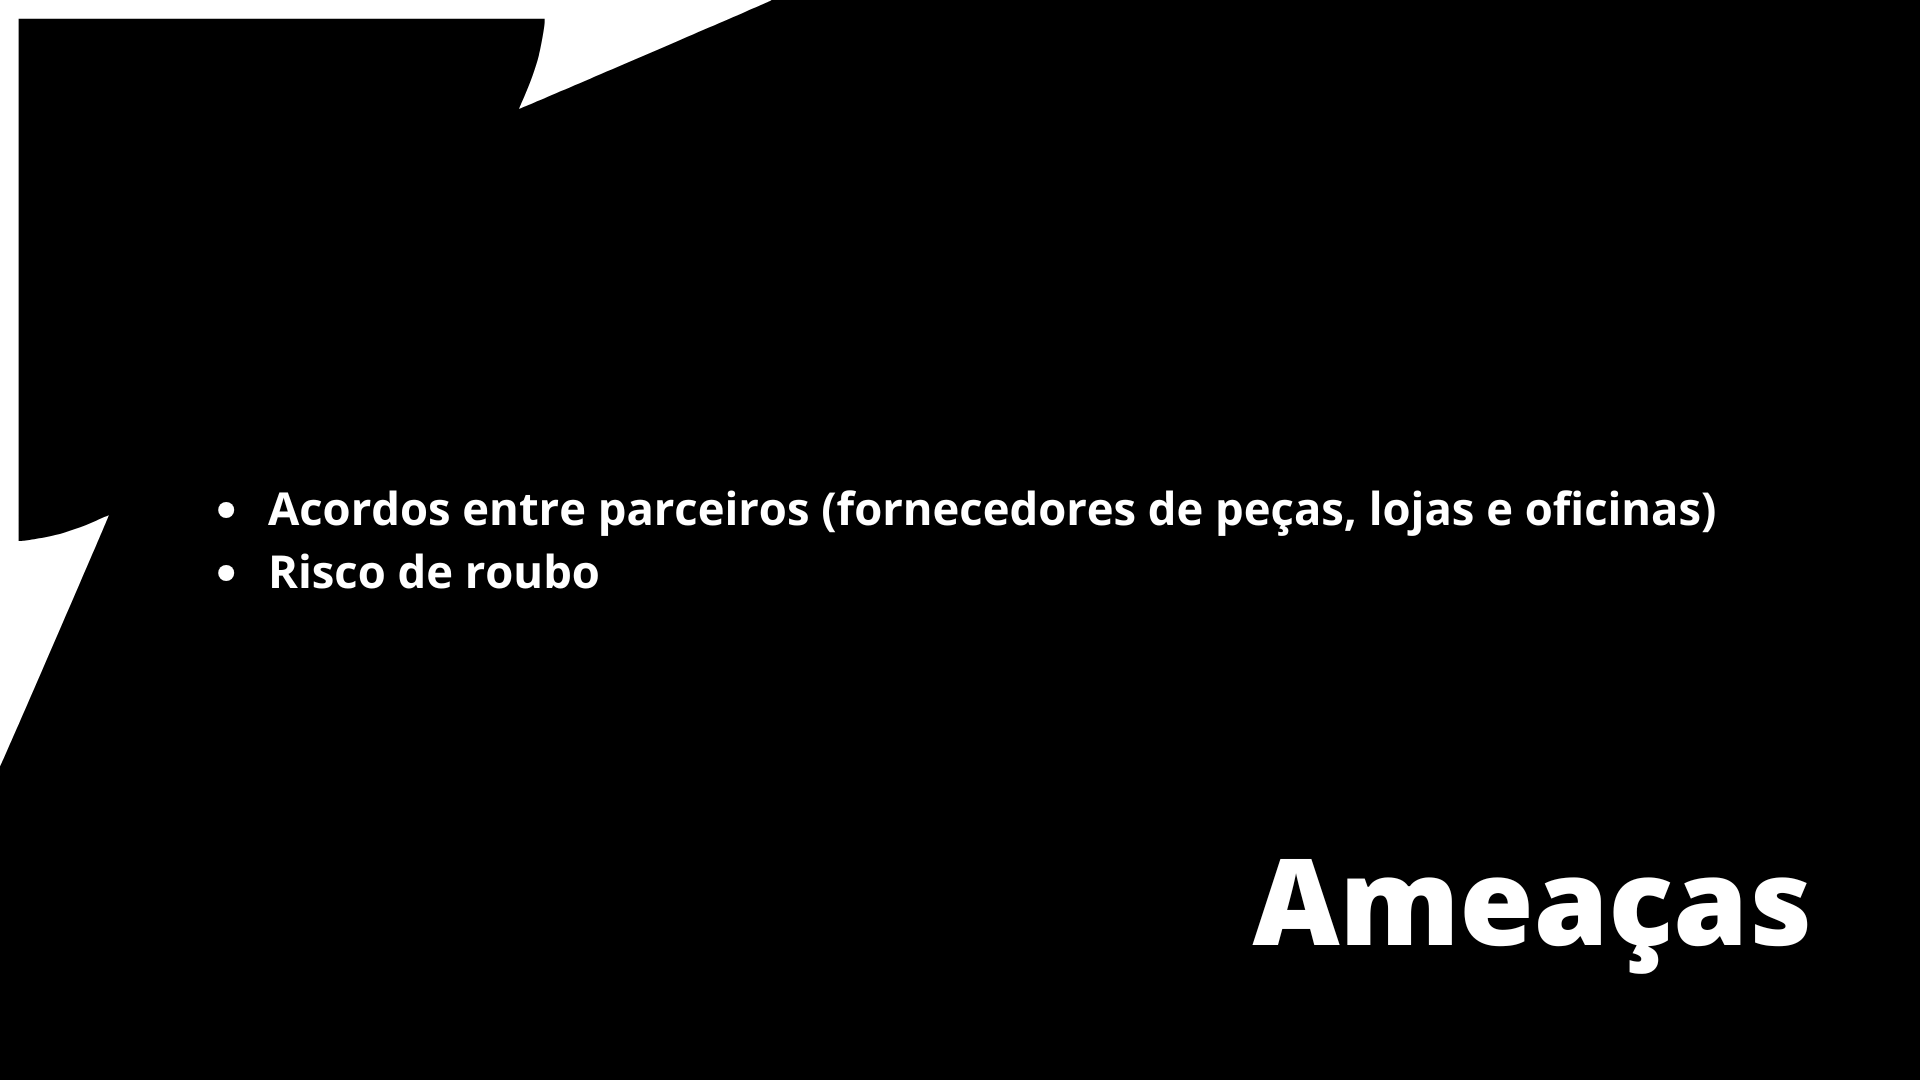 • Acordos entre parceiros (fornecedores de peças, lojas e oficinas)
• Risco de roubo
Ameaças